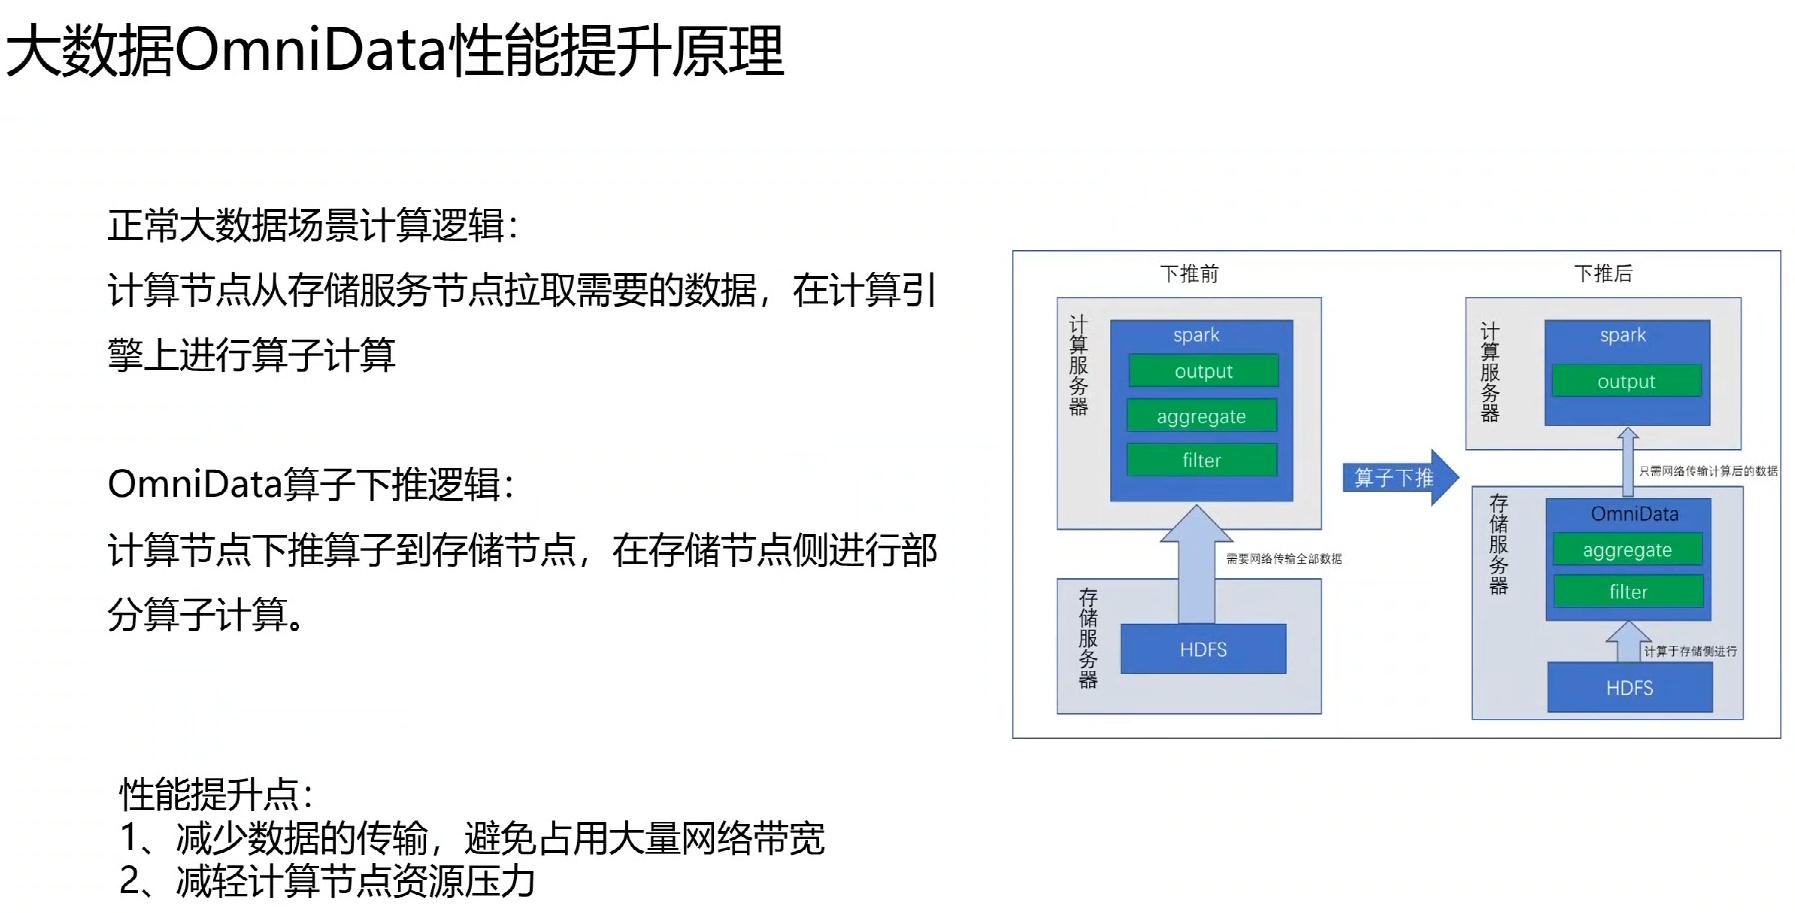 大数据OmniData性能提升原理
正常大数据场景计算逻辑：
计算节点从存储服务节点拉取需要的数据，在计算引
擎上进行算子计算
OmniData算子下推逻辑：
计算节点下推算子到存储节点，在存储节点侧进行部
分算子计算。
性能提升点：
1、减少数据的传输，避免占用大量网络带宽
2、减轻计算节点资源压力
下推前
计算服务器
spark
output
aggregate
filter
需要网络传输全部数据
存储服务器
HDFS
算子下推
下推后
计算服务器
spark
output
只需网络传输计算后的数据
存储服务器
OmniData
aggregate
filter
计算于存储侧进行
HDFS